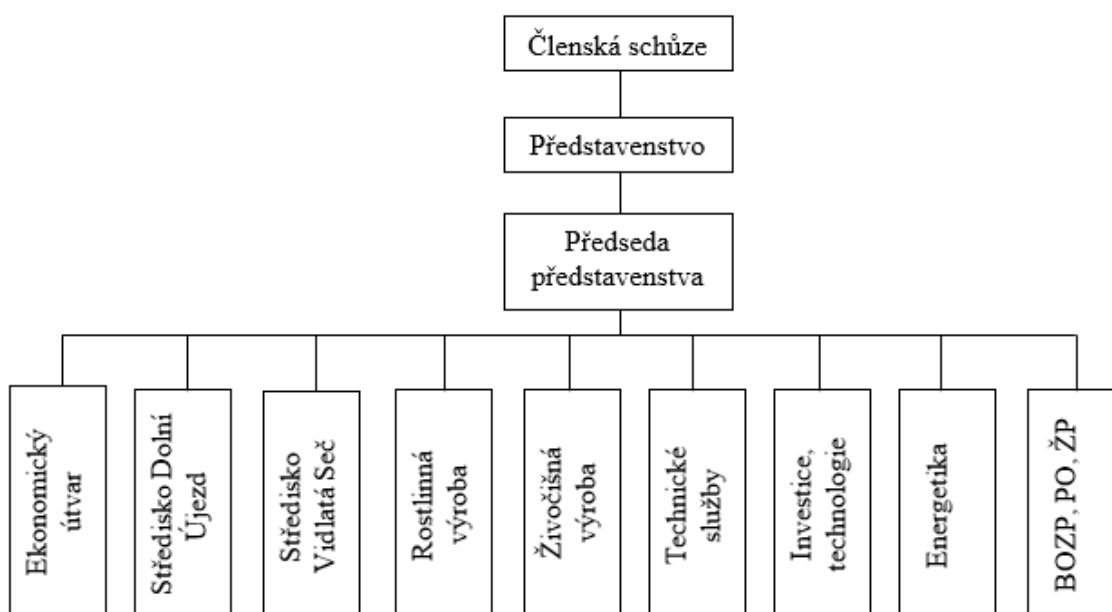 Členská schůze
Představenstvo
Předseda
představenstva
Ekonomický
útvar
Středisko Dolní
Újezd
Středisko
Vidlatá Seč
Rostlinná
výroba
Živočišná
výroba
Technické
služby
Investice,
technologie
Energetika
BOZP, PO, ŽP